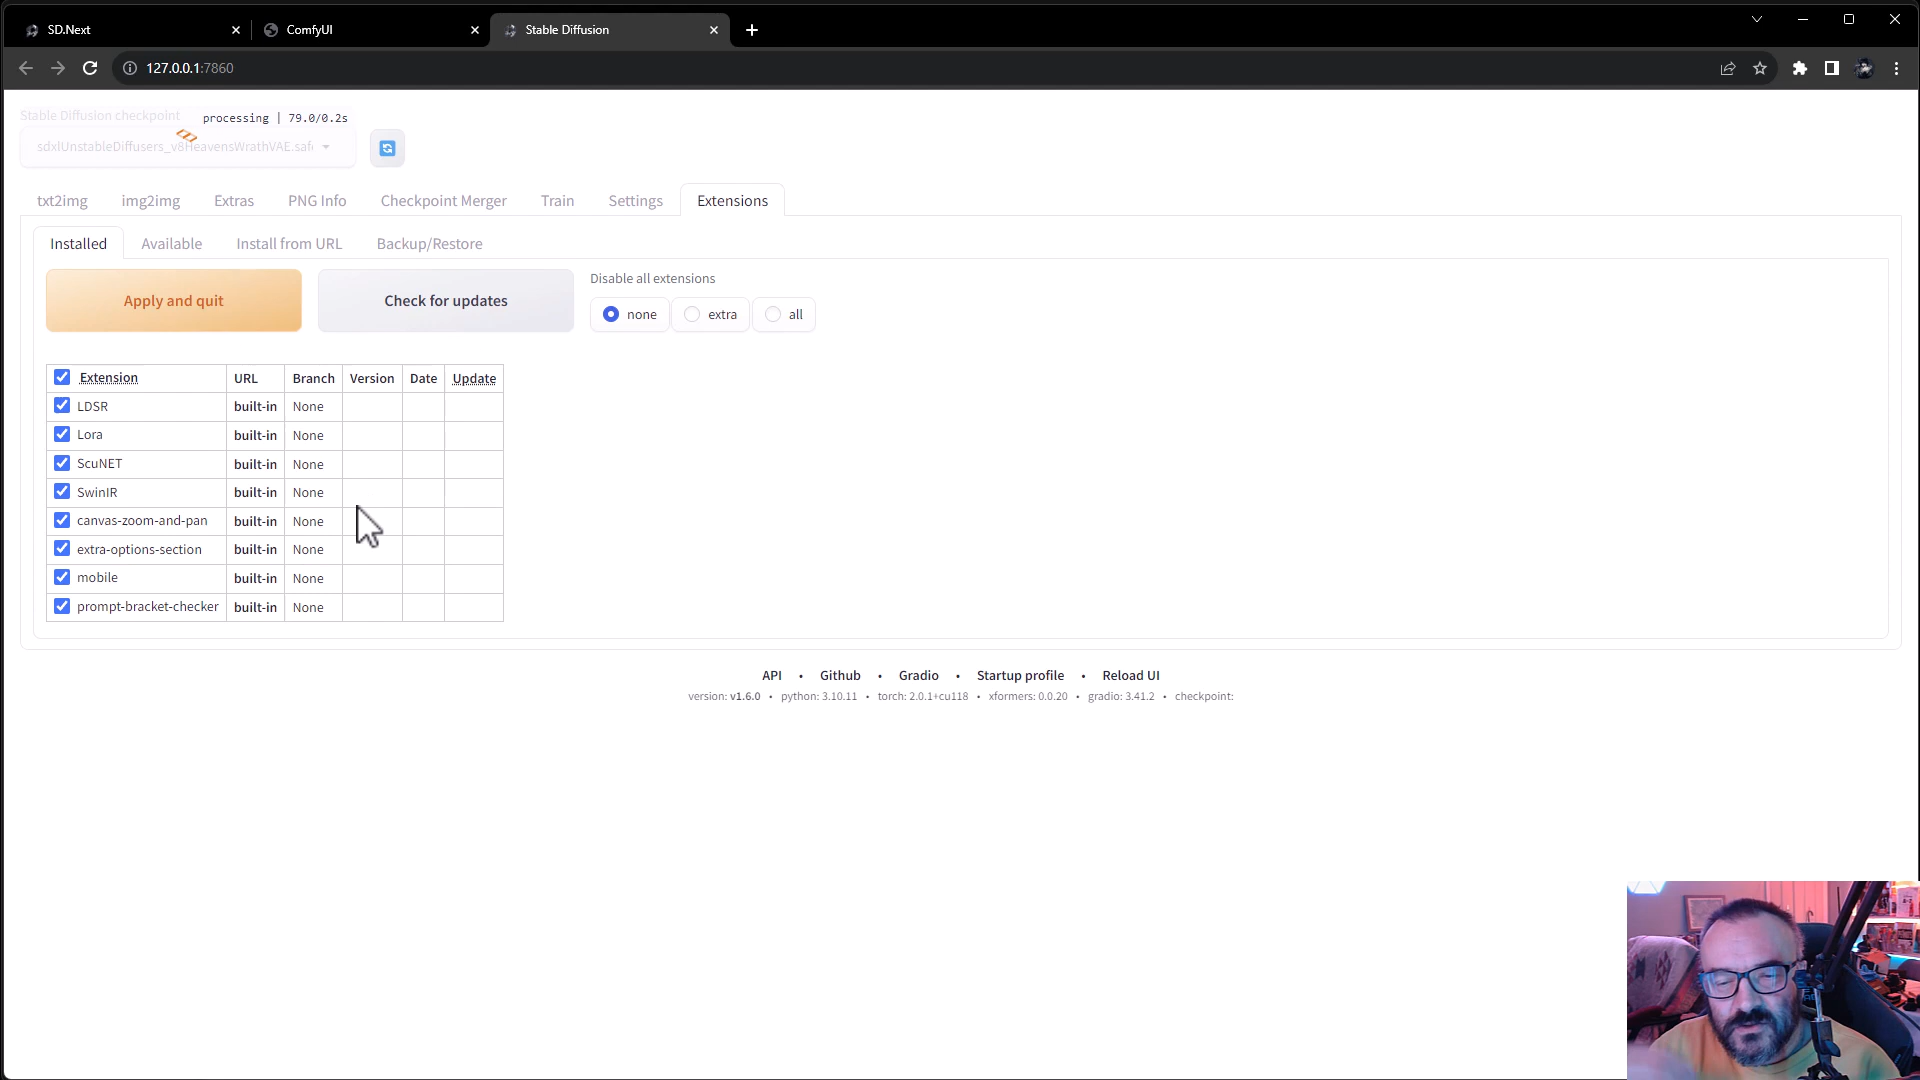 SD.Next
ComfyUI
Stable Diffusion
127.0.0.1:7860
Stable Diffusion checkpoint
processing | 79.0/0.2s
sdxlUnstableDiffusers_v8HeavensWrathVAE.safe
txt2img
img2img
Extras
PNG Info
Checkpoint Merger
Train
Settings
Extensions
Installed
Available
Install from URL
Backup/Restore
Apply and quit
Check for updates
Disable all extensions
none
extra
all
Extension URL Branch Version Date Update
LDSR built-in None
Lora built-in None
ScuNET built-in None
SwinIR built-in None
canvas-zoom-and-pan built-in None
extra-options-section built-in None
mobile built-in None
prompt-bracket-checker built-in None
API • Github • Gradio • Startup profile • Reload UI
version: v1.6.0 • python: 3.10.11 • torch: 2.0.1+cu118 • xformers: 0.0.20 • gradio: 3.41.2 • checkpoint: